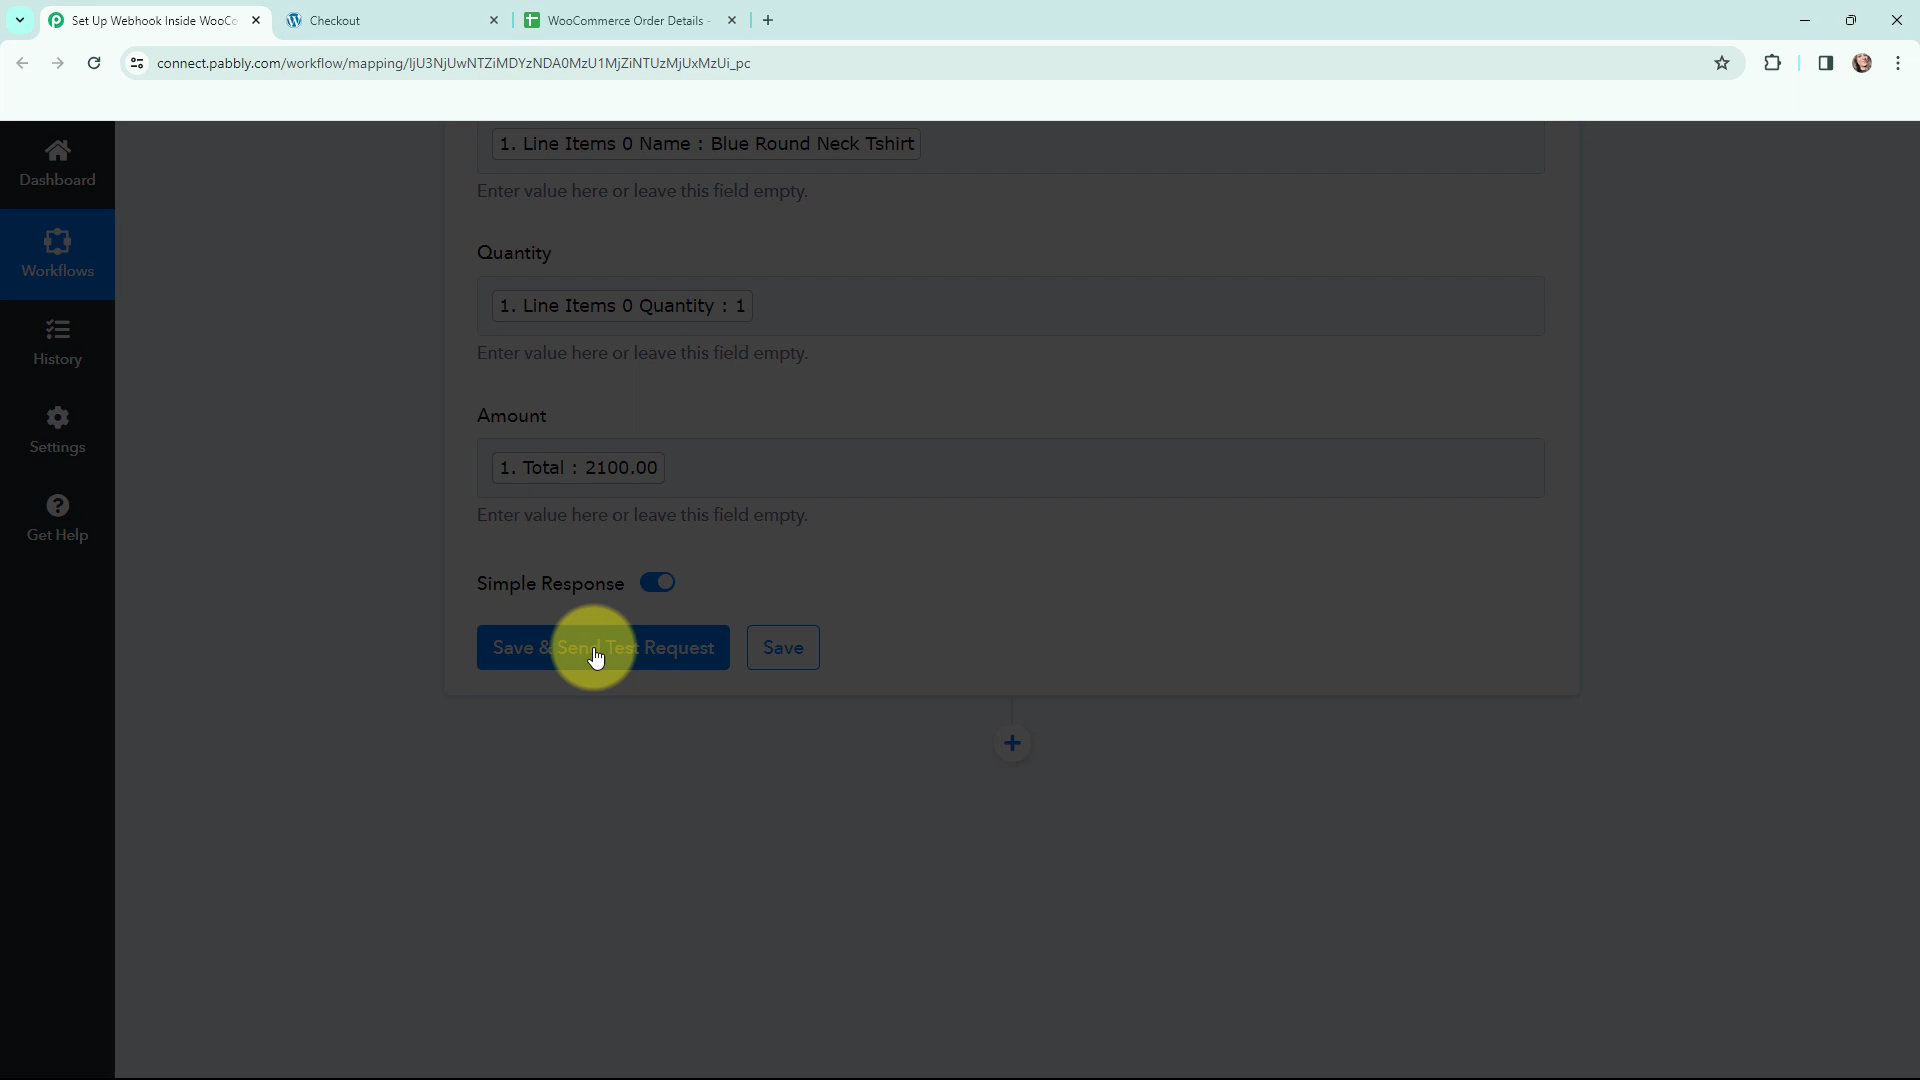 Set Up Webhook Inside WooCo
Checkout
WooCommerce Order Details -
connect.pabbly.com/workflow/mapping/IjU3NjUwNTZiMDYzNDA0MzU1MjZiNTUzMjUxMzUi_pc
Dashboard
Workflows
History
Settings
Get Help
1. Line Items 0 Name : Blue Round Neck Tshirt
Enter value here or leave this field empty.
Quantity
1. Line Items 0 Quantity : 1
Enter value here or leave this field empty.
Amount
1. Total : 2100.00
Enter value here or leave this field empty.
Simple Response
Save & Send Test Request
Save